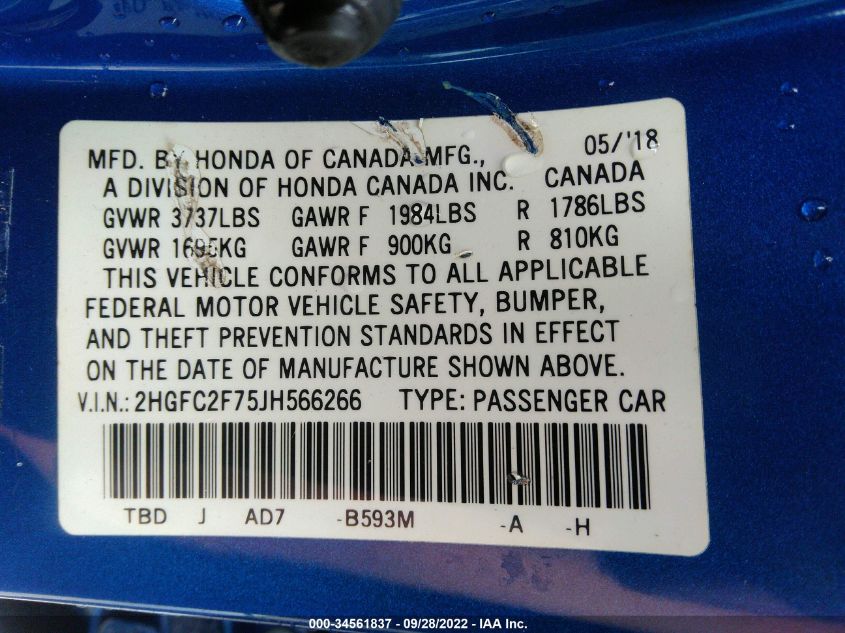 MFD. BY HONDA OF CANADA MFG., 05/'18
A DIVISION OF HONDA CANADA INC. CANADA
GVWR 3737LBS GAWR F 1984LBS R 1786LBS
GVWR 1695KG GAWR F 900KG R 810KG
THIS VEHICLE CONFORMS TO ALL APPLICABLE
FEDERAL MOTOR VEHICLE SAFETY, BUMPER,
AND THEFT PREVENTION STANDARDS IN EFFECT
ON THE DATE OF MANUFACTURE SHOWN ABOVE.
V.I.N.: 2HGFC2F75JH566266 TYPE: PASSENGER CAR
TBD J AD7 -B593M -A -H
000-34561837 - 09/28/2022 - IAA Inc.